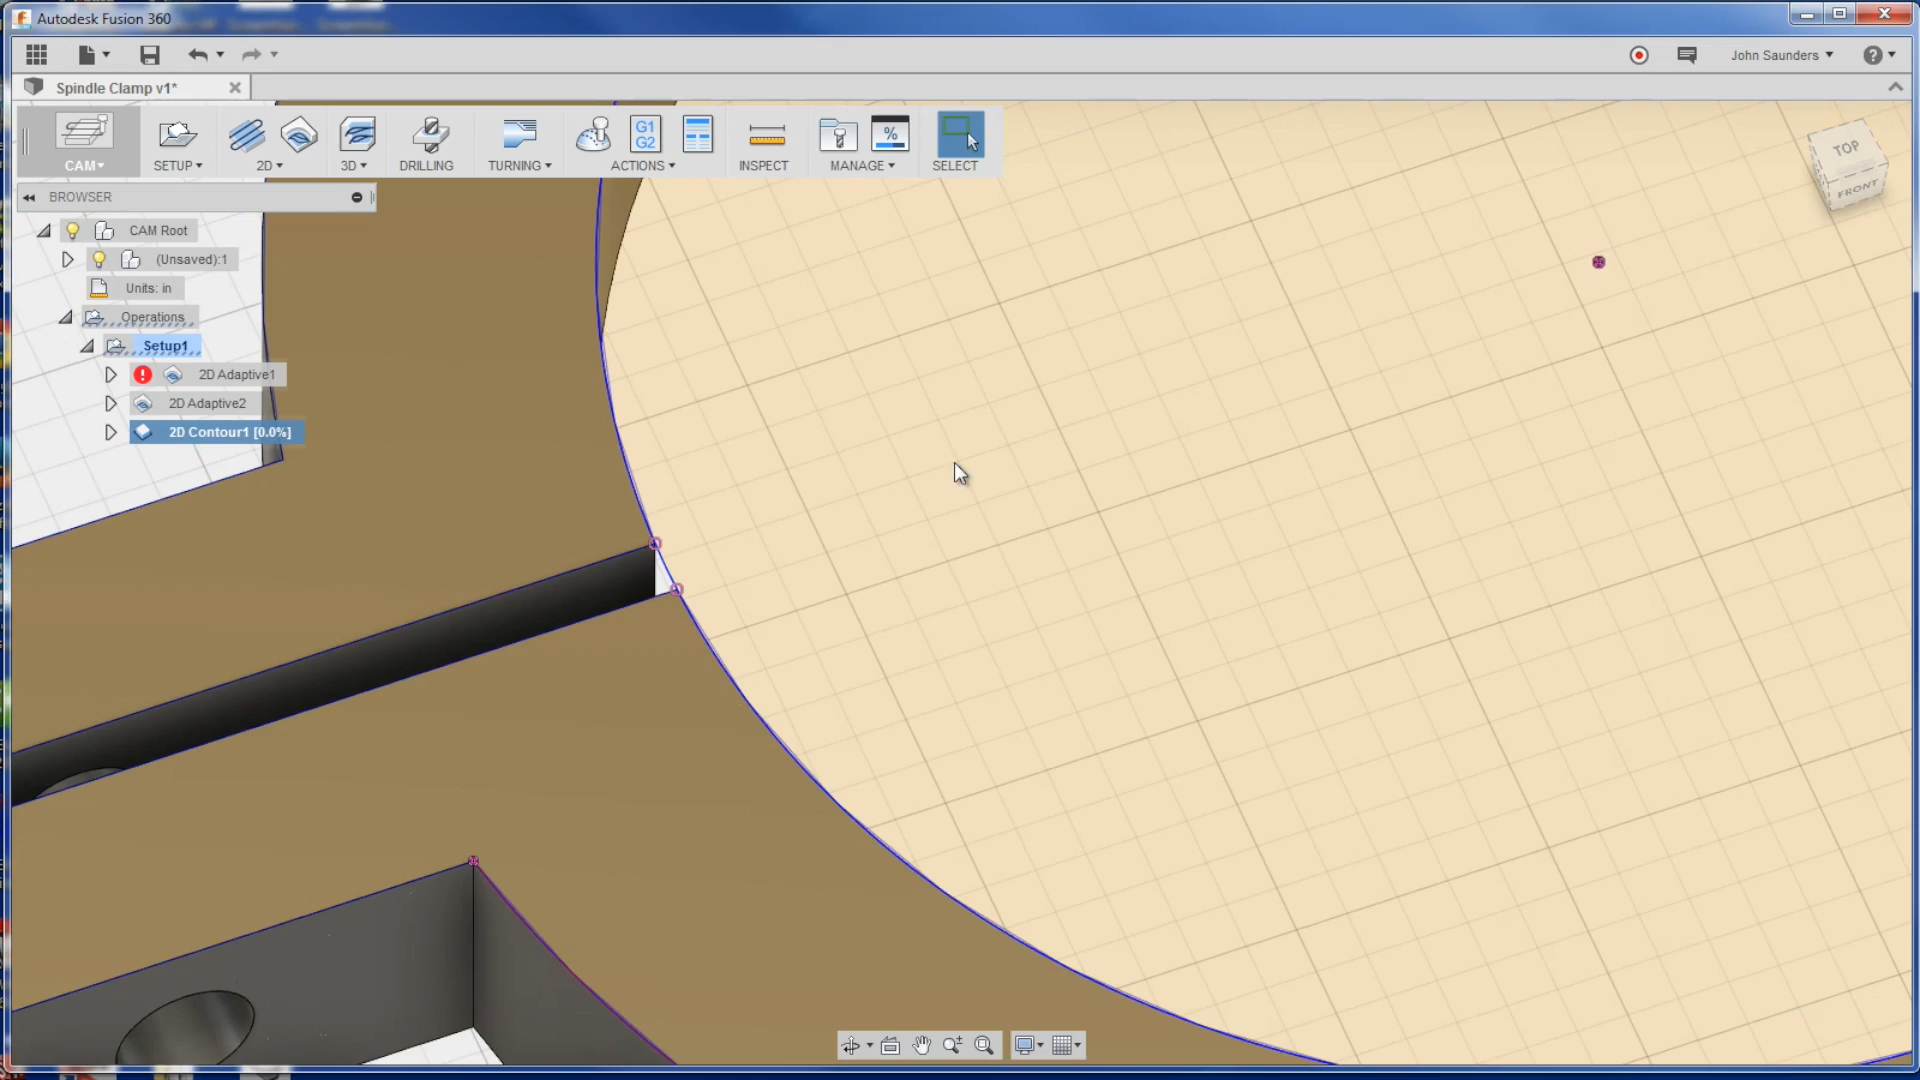 Autodesk Fusion 360
John Saunders
Spindle Clamp v1*
G1
G2
%
CAM
SETUP
2D
3D
DRILLING
TURNING
ACTIONS
INSPECT
MANAGE
SELECT
TOP
FRONT
BROWSER
CAM Root
(Unsaved):1
Units: in
Operations
Setup1
2D Adaptive1
2D Adaptive2
2D Contour1 [0.0%]